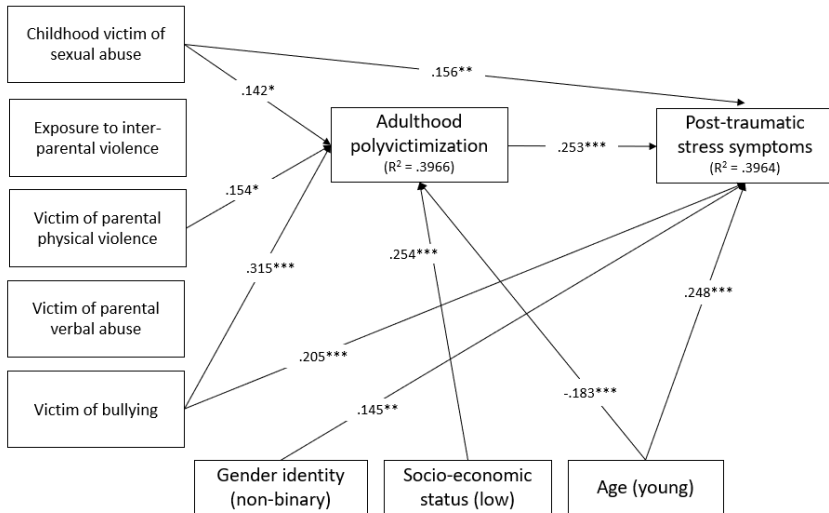 Childhood victim of
sexual abuse
.156**
.142*
Exposure to inter-
parental violence
Adulthood
polyvictimization
(R² = .3966)
.253***
Post-traumatic
stress symptoms
(R² = .3964)
.154*
Victim of parental
physical violence
.315***
.254***
.248***
Victim of parental
verbal abuse
.205***
-.183***
Victim of bullying
.145**
Gender identity
(non-binary)
Socio-economic
status (low)
Age (young)